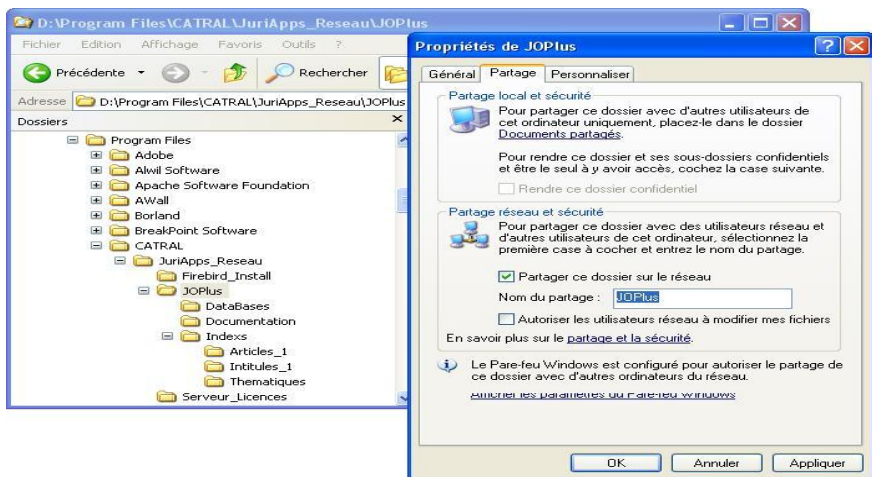 D:\Program Files\CATRAL\JuriApps_Reseau\JOPlus
Fichier Edition Affichage Favoris Outils ?
Précédente
Rechercher
Adresse D:\Program Files\CATRAL\JuriApps_Reseau\JOPlus
Dossiers
Program Files
Adobe
Alwil Software
Apache Software Foundation
AWall
Borland
BreakPoint Software
CATRAL
JuriApps_Reseau
Firebird_Install
JOPlus
DataBases
Documentation
Indexs
Articles_1
Intitules_1
Thematiques
Serveur_Licences
Propriétés de JOPlus
Général Partage Personnaliser
Partage local et sécurité
Pour partager ce dossier avec d'autres utilisateurs de
cet ordinateur uniquement, placez-le dans le dossier
Documents partagés.
Pour rendre ce dossier et ses sous-dossiers confidentiels
et être le seul à y avoir accès, cochez la case suivante.
Rendre ce dossier confidentiel
Partage réseau et sécurité
Pour partager ce dossier avec des utilisateurs réseau et
d'autres utilisateurs de cet ordinateur, sélectionnez la
première case à cocher et entrez le nom du partage.
Partager ce dossier sur le réseau
Nom du partage : JOPlus
Autoriser les utilisateurs réseau à modifier mes fichiers
En savoir plus sur le partage et la sécurité.
Le Pare-feu Windows est configuré pour autoriser le partage de
ce dossier avec d'autres ordinateurs du réseau.
Afficher les paramètres du Pare-feu Windows
OK Annuler Appliquer